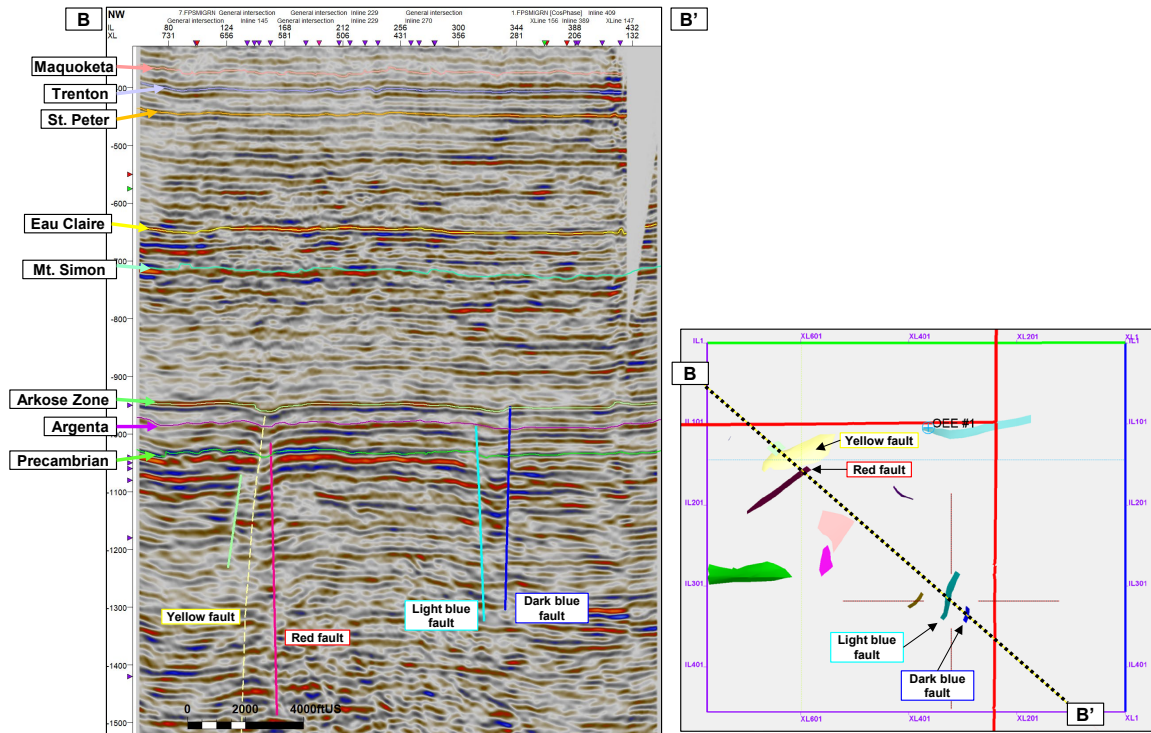 B
NW
7.FPSMIGRN General intersection General Inline 229 1.FPSMIGRN [CosPhase] Inline 409
General intersection Inline 145 General intersection Inline 229 Inline 270 XLine 156 Inline 389 XLine 147
IL 80 124 168 212 256 300 344 388 432
XL 731 656 581 506 431 356 281 206 132
B'
Maquoketa
Trenton
St. Peter
-500
-600
Eau Claire
Mt. Simon
-700
-800
-900
Arkose Zone
Argenta
Precambrian
-1100
-1200
-1300
-1400
-1500
Yellow fault
Red fault
Light blue
fault
Dark blue
fault
0 2000 4000ftUS
IL1 XL601 XL401 XL201 XL1
IL1
B
IL101 OEE #1 IL101
Yellow fault
Red fault
IL201 IL201
IL301 IL301
Light blue
fault
IL401 IL401
Dark blue
fault
B'
XL601 XL401 XL201 XL1